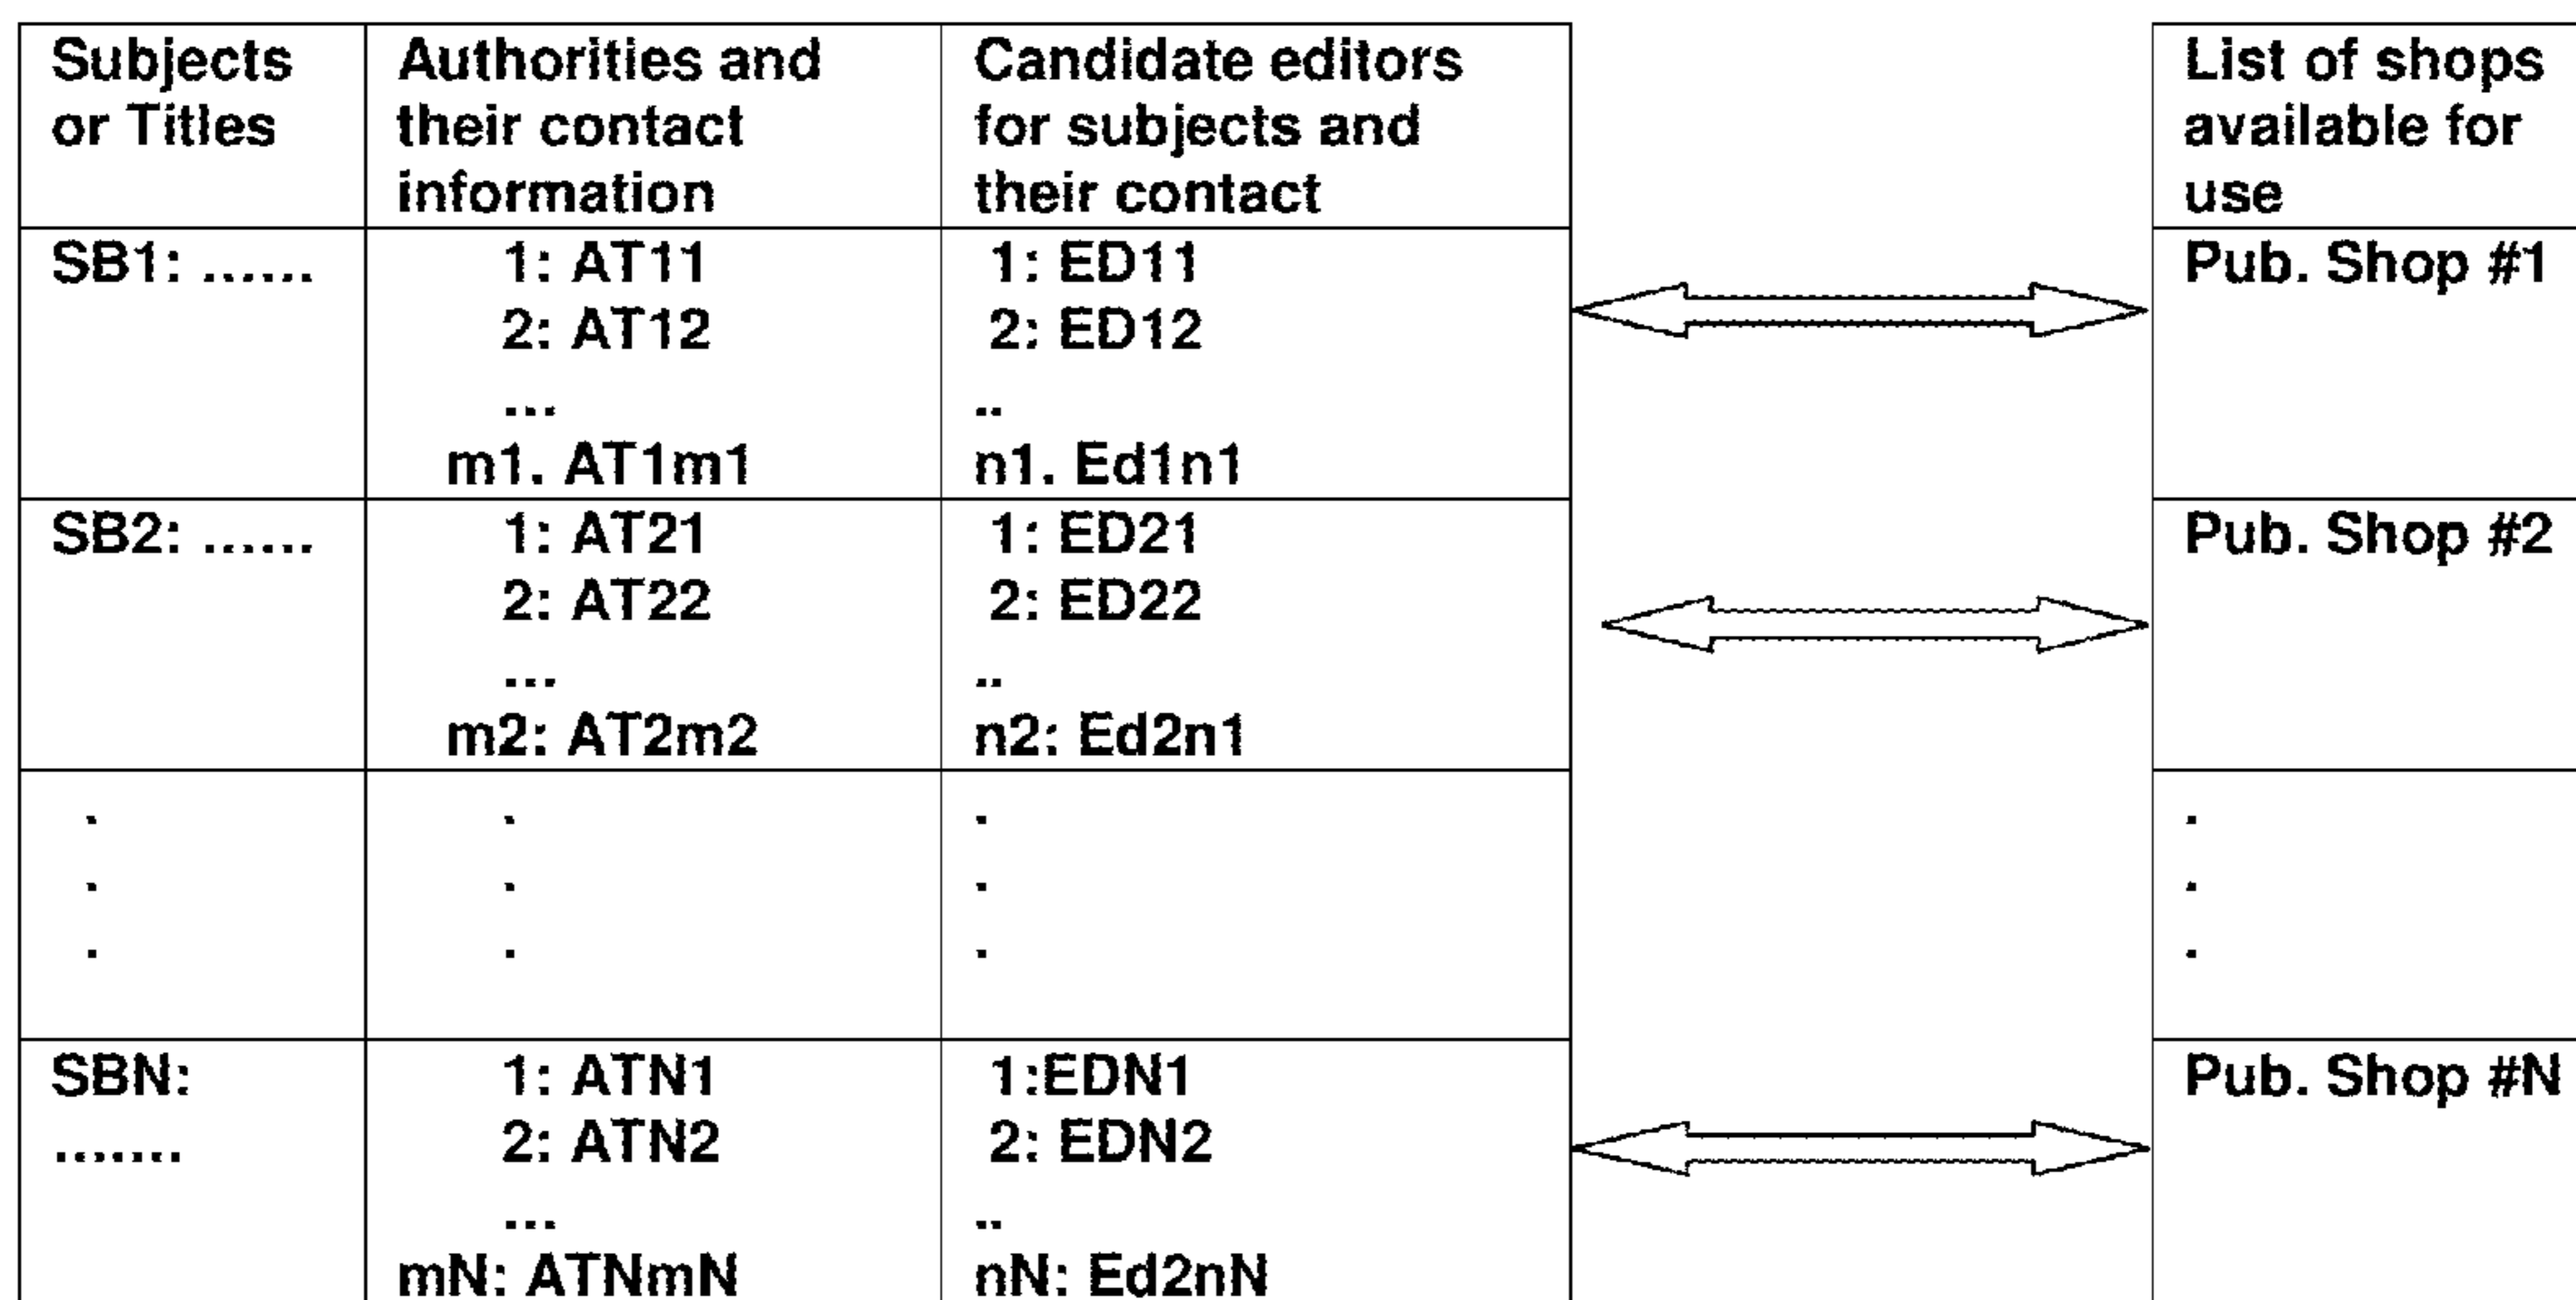 Subjects
or Titles
Authorities and
their contact
information
Candidate editors
for subjects and
their contact
List of shops
available for
use
SB1: ......
1: AT11
2: AT12
...
m1. AT1m1
1: ED11
2: ED12
..
n1. Ed1n1
Pub. Shop #1
SB2: ......
1: AT21
2: AT22
...
m2: AT2m2
1: ED21
2: ED22
..
n2: Ed2n1
Pub. Shop #2
.
.
.
.
.
.
.
.
.
.
.
.
SBN:
.......
1: ATN1
2: ATN2
...
mN: ATNmN
1:EDN1
2: EDN2
..
nN: Ed2nN
Pub. Shop #N